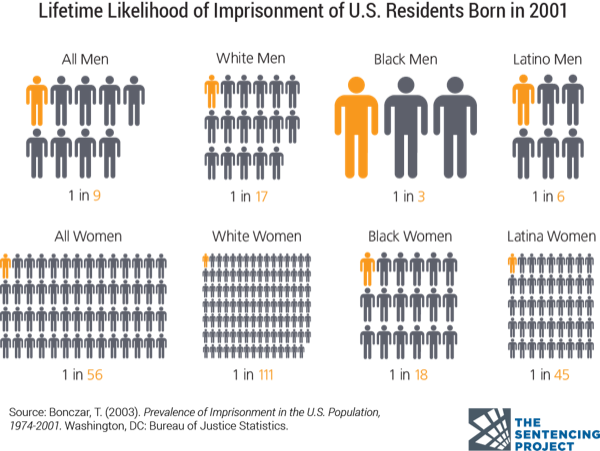 Lifetime Likelihood of Imprisonment of U.S. Residents Born in 2001
All Men
White Men
Black Men
Latino Men
1 in 9
1 in 17
1 in 3
1 in 6
All Women
White Women
Black Women
Latina Women
1 in 56
1 in 111
1 in 18
1 in 45
Source: Bonczar, T. (2003). Prevalence of Imprisonment in the U.S. Population,
1974-2001. Washington, DC: Bureau of Justice Statistics.
THE
SENTENCING
PROJECT